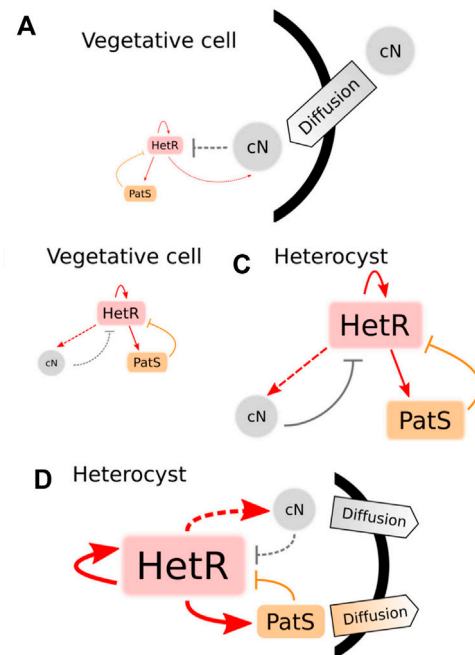 A
Vegetative cell
cN
Diffusion
cN
HetR
PatS
Vegetative cell
HetR
cN
PatS
C
Heterocyst
HetR
cN
PatS
D
Heterocyst
cN
Diffusion
HetR
PatS
Diffusion